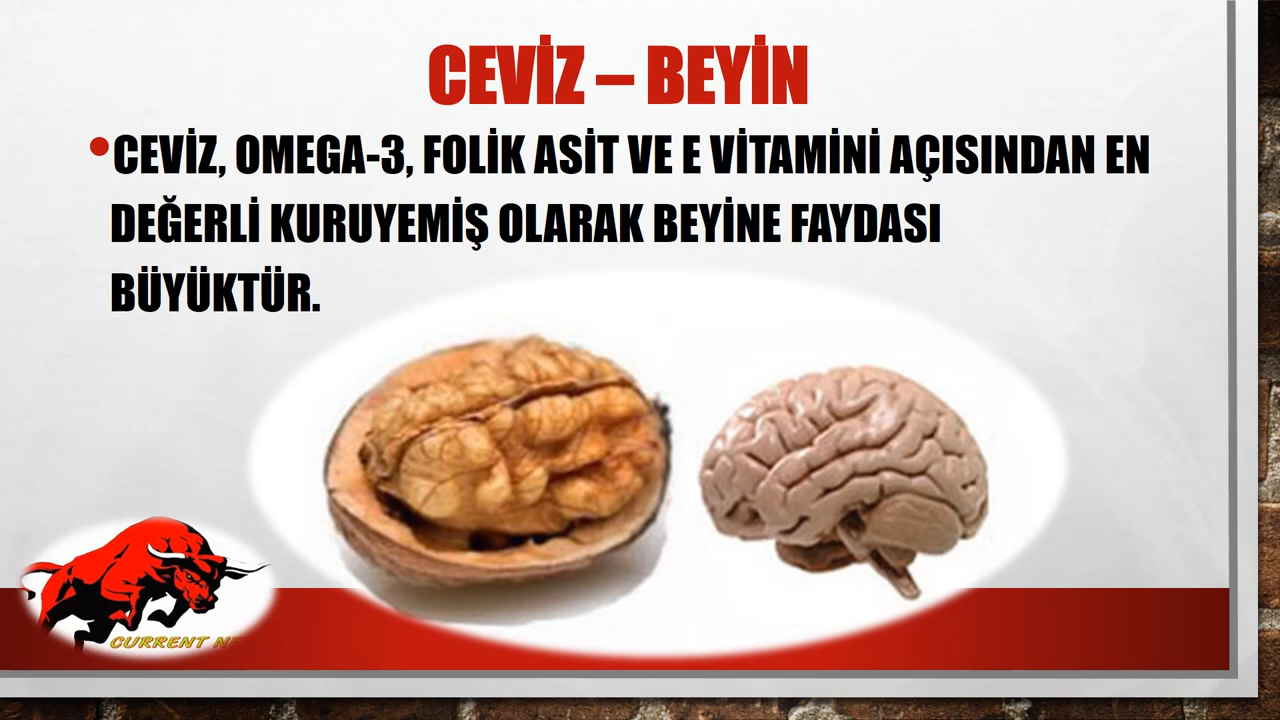 CEVİZ – BEYİN
•CEVİZ, OMEGA-3, FOLİK ASİT VE E VİTAMİNİ AÇISINDAN EN
DEĞERLİ KURUYEMİŞ OLARAK BEYİNE FAYDASI
BÜYÜKTÜR.
CURRENT